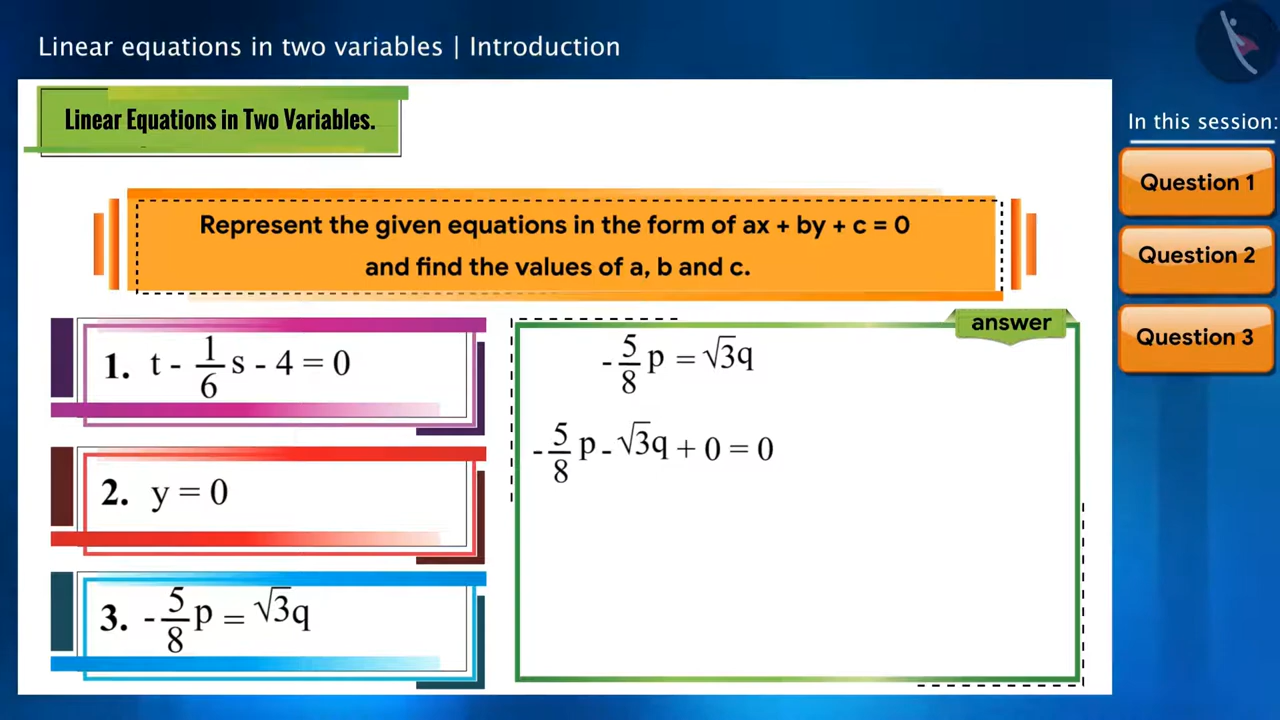 Linear equations in two variables | Introduction
Linear Equations in Two Variables.
In this session:
Question 1
Question 2
Question 3
Represent the given equations in the form of ax + by + c = 0
and find the values of a, b and c.
1. t - 1/6 s - 4 = 0
2. y = 0
3. - 5/8 p = √3q
answer
- 5/8 p = √3q
- 5/8 p - √3q + 0 = 0